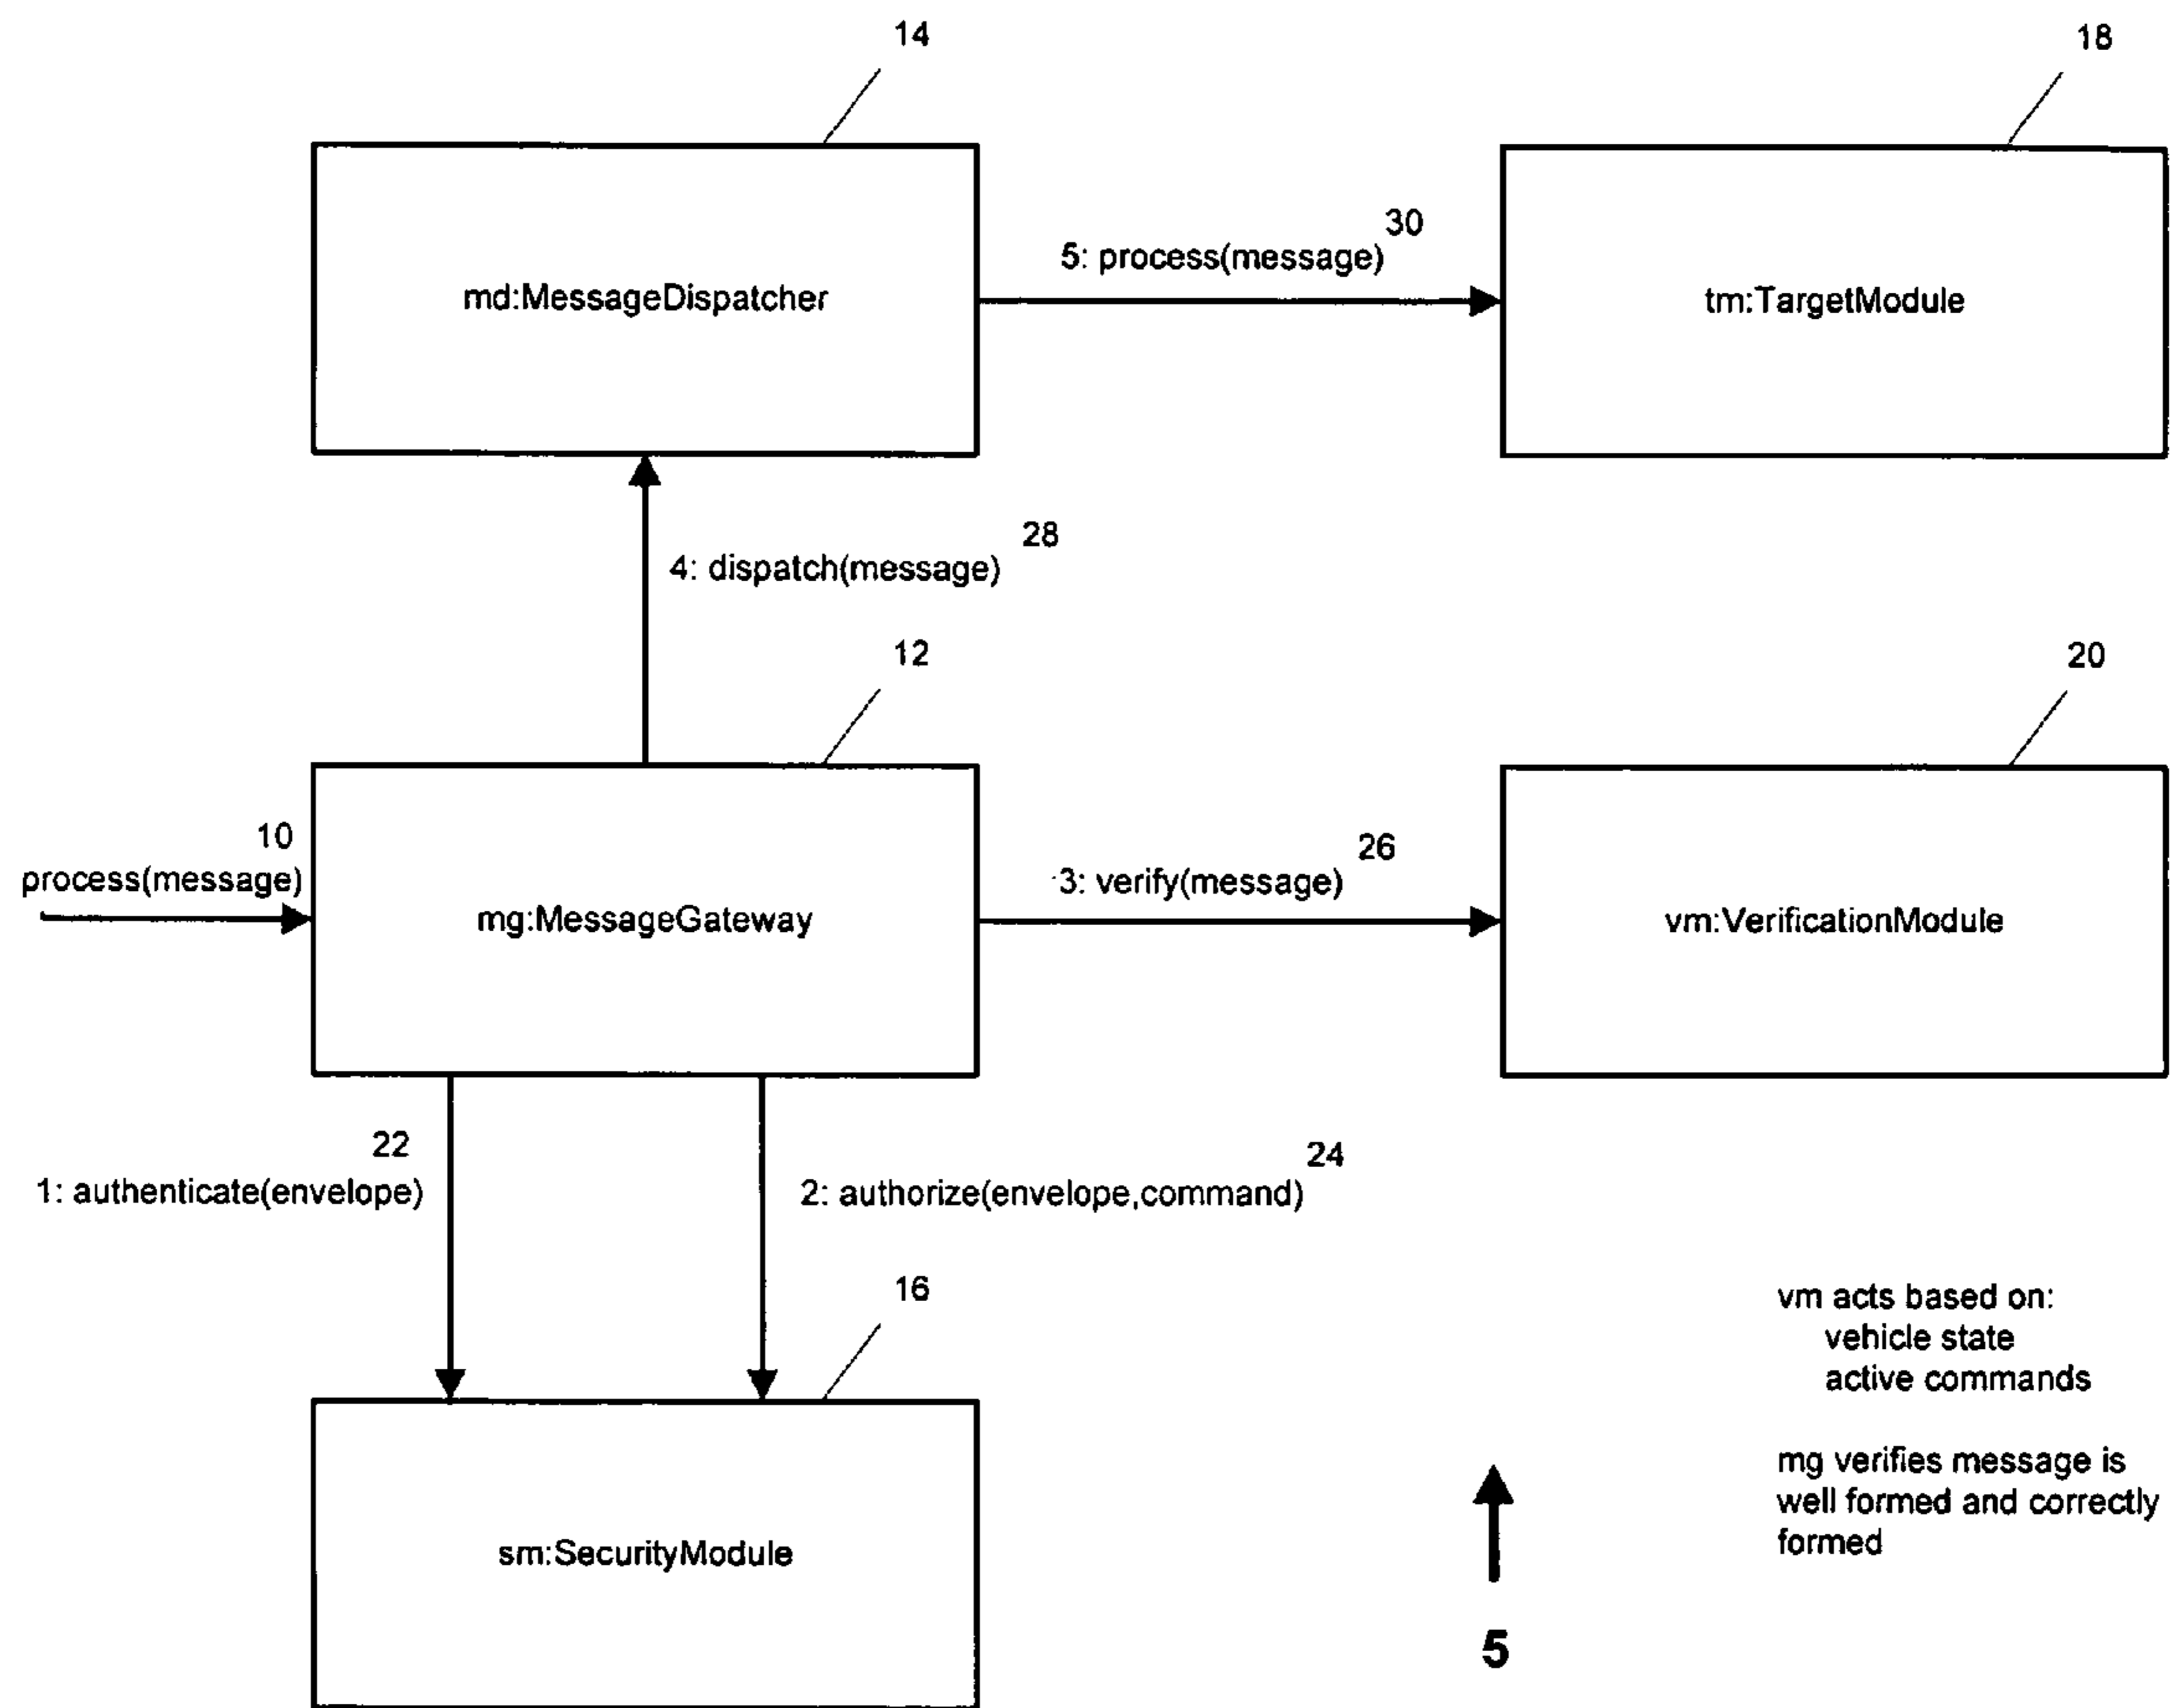 14
18
md:MessageDispatcher
30
5: process(message)
tm:TargetModule
28
4: dispatch(message)
12
20
10
process(message)
mg:MessageGateway
26
3: verify(message)
vm:VerificationModule
22
1: authenticate(envelope)
24
2: authorize(envelope,command)
16
sm:SecurityModule
vm acts based on:
vehicle state
active commands
mg verifies message is
well formed and correctly
formed
5